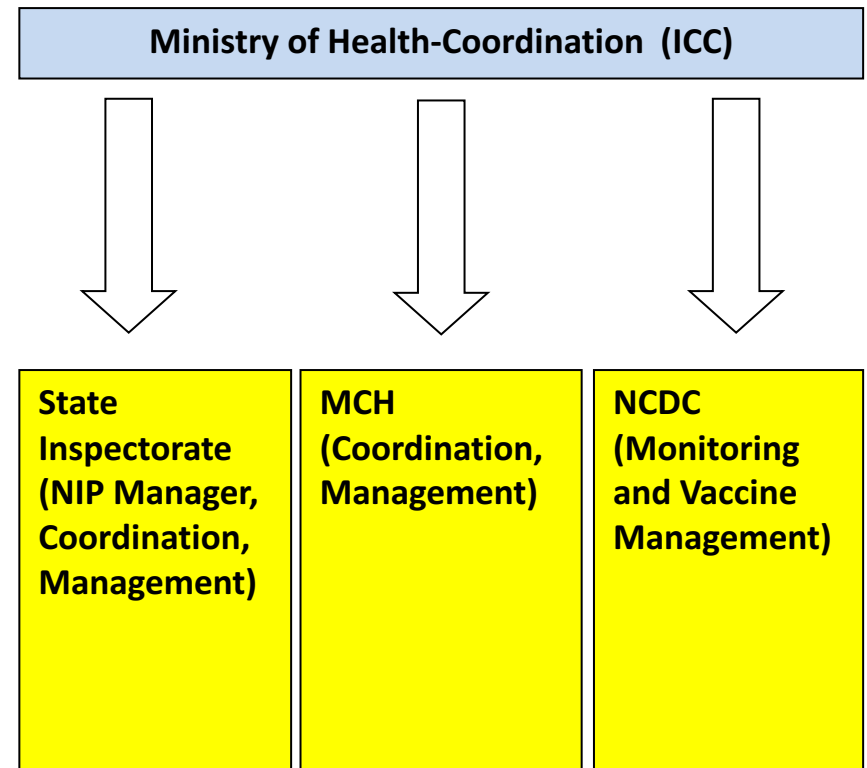 Ministry of Health-Coordination (ICC)
State
Inspectorate
(NIP Manager,
Coordination,
Management)
MCH
(Coordination,
Management)
NCDC
(Monitoring
and Vaccine
Management)